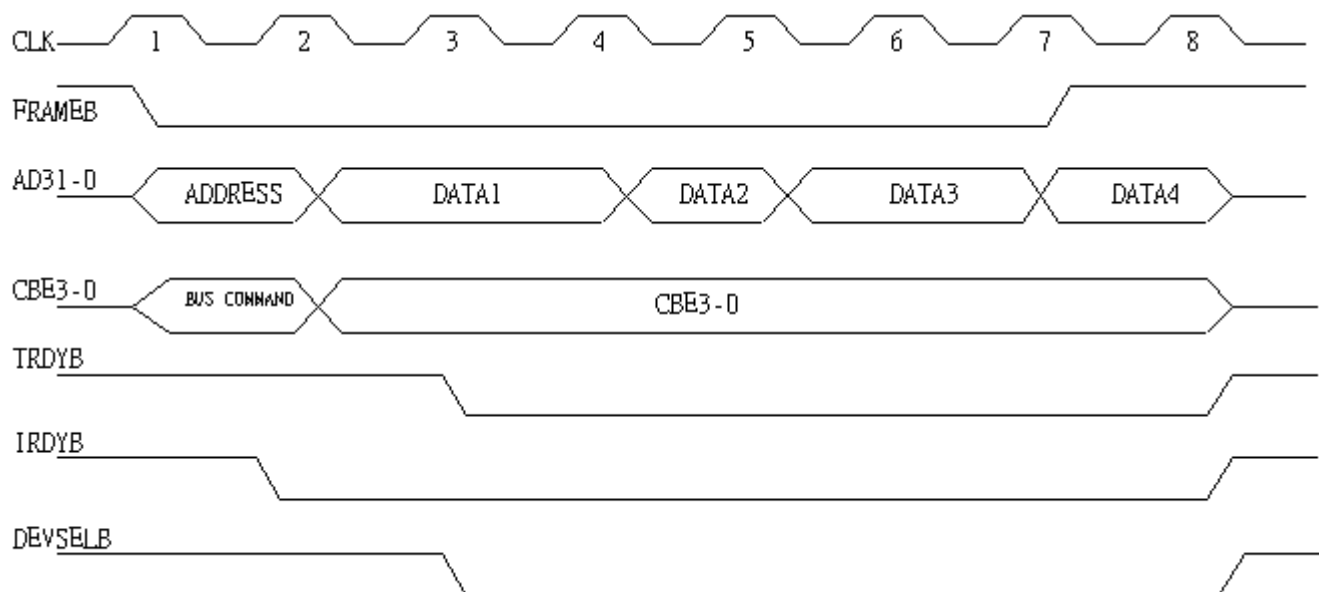 CLK 1 2 3 4 5 6 7 8
FRAMEB
AD31-0 ADDRESS DATA1 DATA2 DATA3 DATA4
CBE3-0 BUS COMMAND CBE3-0
TRDYB
IRDYB
DEVSELB